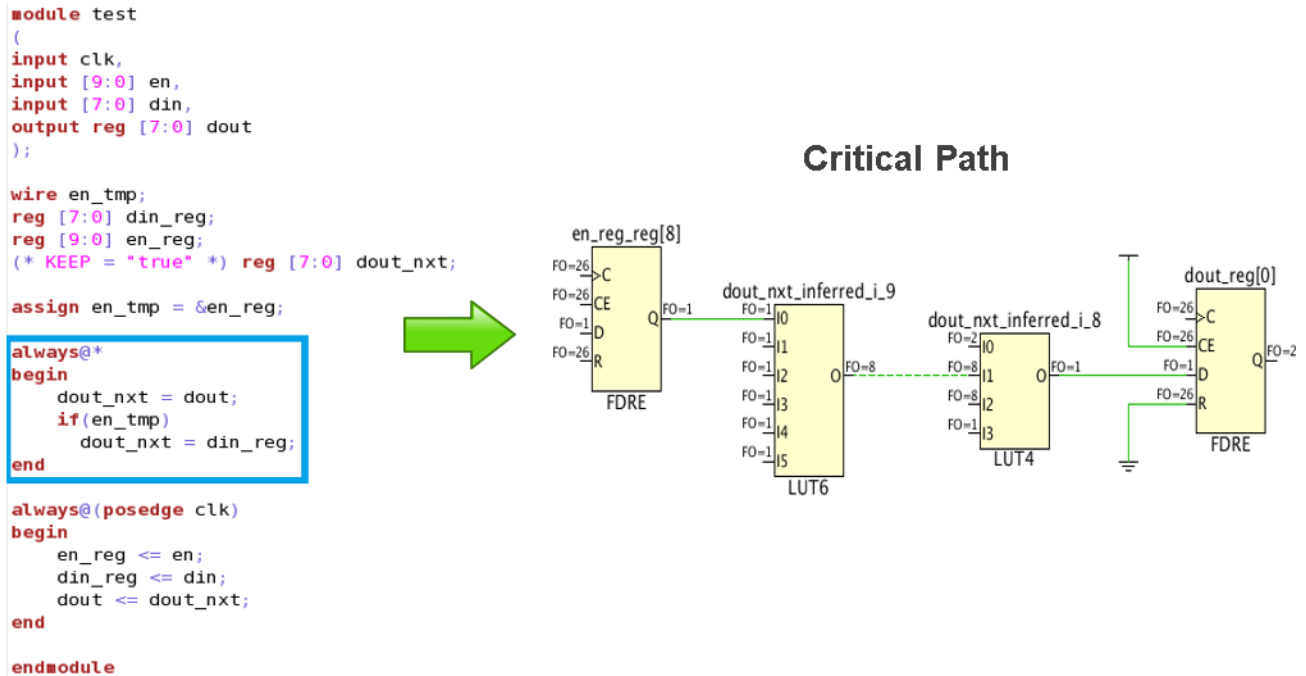 module test
(
input clk,
input [9:0] en,
input [7:0] din,
output reg [7:0] dout
);
wire en_tmp;
reg [7:0] din_reg;
reg [9:0] en_reg;
(* KEEP = "true" *) reg [7:0] dout_nxt;
assign en_tmp = &en_reg;
always@*
begin
    dout_nxt = dout;
    if(en_tmp)
      dout_nxt = din_reg;
end
always@(posedge clk)
begin
    en_reg <= en;
    din_reg <= din;
    dout <= dout_nxt;
end
endmodule
Critical Path
en_reg_reg[8]
FO=26 C
FO=26 CE
FO=1 D
Q FO=1
FO=26 R
FDRE
dout_nxt_inferred_i_9
FO=1 I0
FO=1 I1
FO=1 I2
O FO=8
FO=1 I3
FO=1 I4
FO=1 I5
LUT6
dout_nxt_inferred_i_8
FO=2 I0
FO=8 I1
O FO=1
FO=8 I2
FO=1 I3
LUT4
dout_reg[0]
FO=26 C
FO=26 CE
Q FO=2
FO=1 D
FO=26 R
FDRE